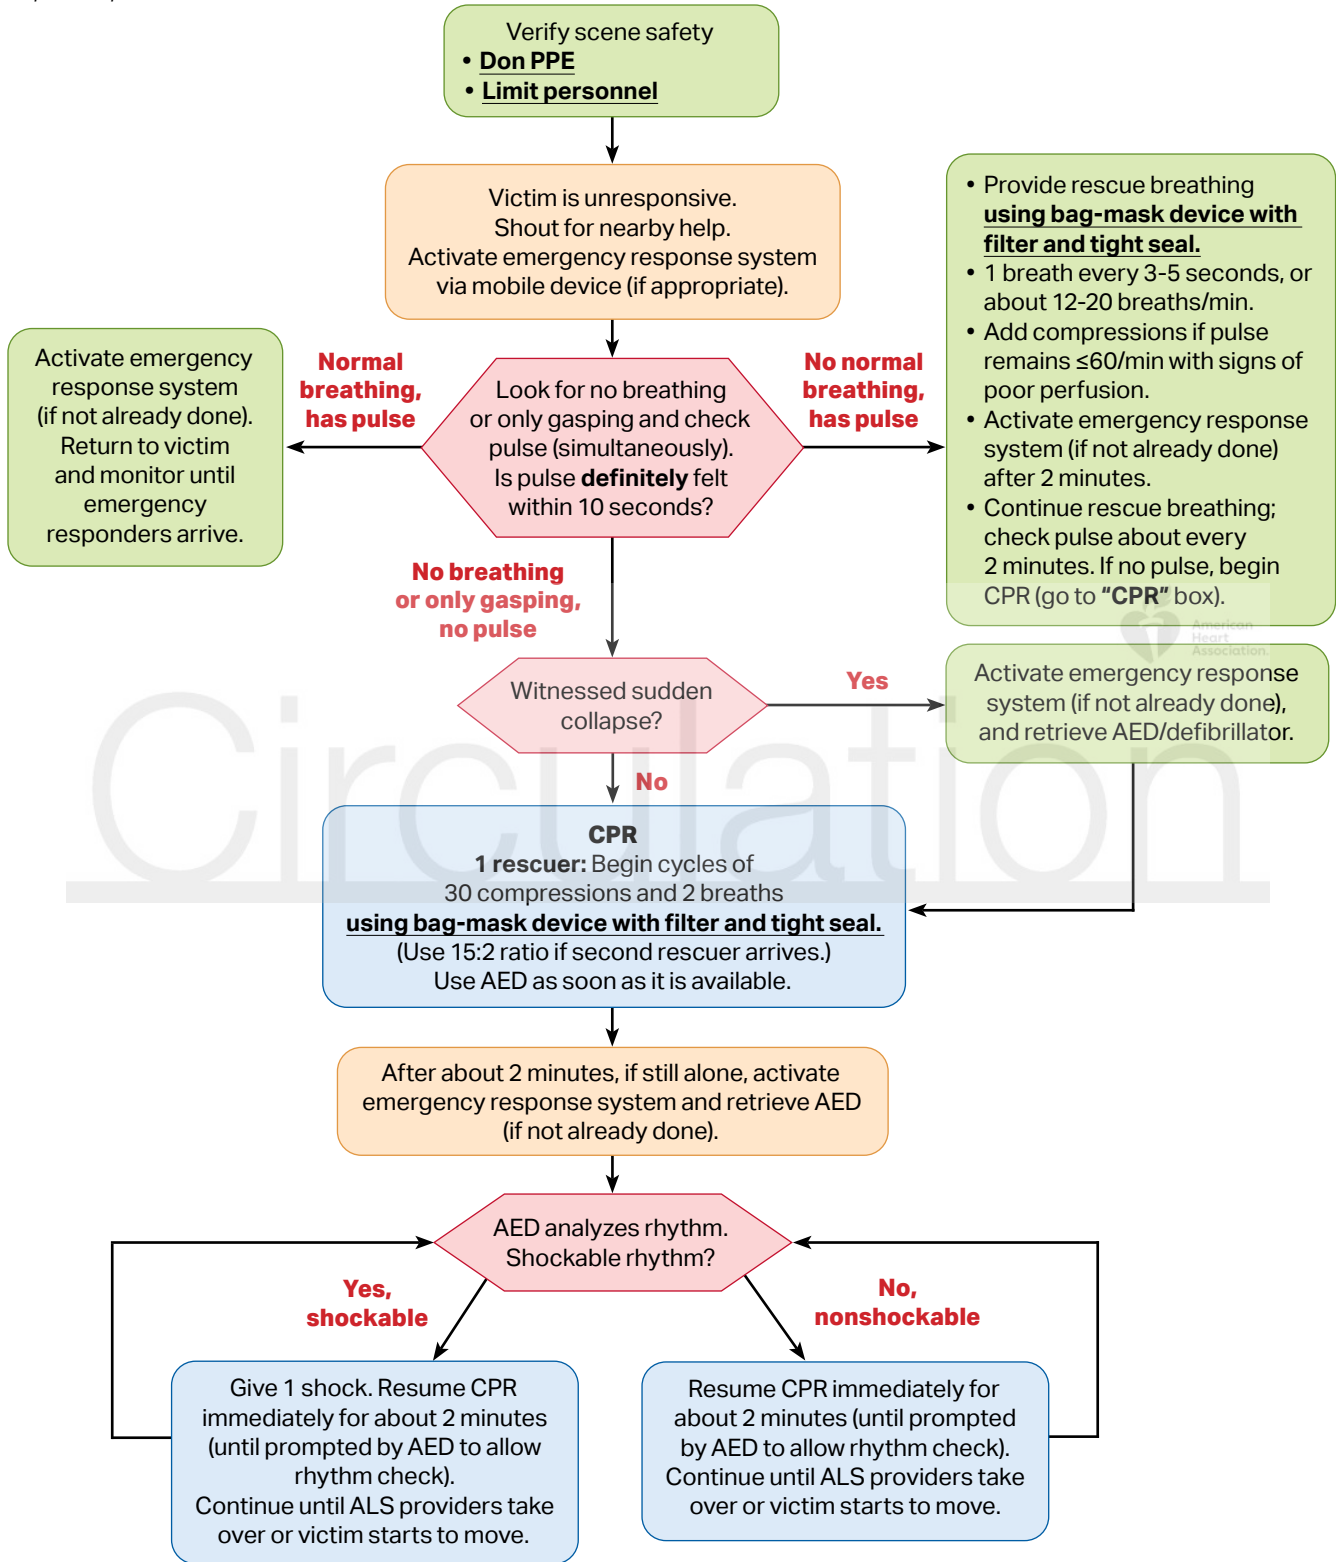 Verify scene safety
• Don PPE
• Limit personnel
Victim is unresponsive.
Shout for nearby help.
Activate emergency response system
via mobile device (if appropriate).
• Provide rescue breathing
using bag-mask device with
filter and tight seal.
• 1 breath every 3-5 seconds, or
about 12-20 breaths/min.
• Add compressions if pulse
remains ≤60/min with signs of
poor perfusion.
• Activate emergency response
system (if not already done)
after 2 minutes.
• Continue rescue breathing;
check pulse about every
2 minutes. If no pulse, begin
CPR (go to "CPR" box).
Activate emergency
response system
(if not already done).
Return to victim
and monitor until
emergency
responders arrive.
Normal
breathing,
has pulse
Look for no breathing
or only gasping and check
pulse (simultaneously).
Is pulse definitely felt
within 10 seconds?
No normal
breathing,
has pulse
No breathing
or only gasping,
no pulse
American
Heart
Association.
Witnessed sudden
collapse?
Yes
Activate emergency response
system (if not already done),
and retrieve AED/defibrillator.
No
Circulation
CPR
1 rescuer: Begin cycles of
30 compressions and 2 breaths
using bag-mask device with filter and tight seal.
(Use 15:2 ratio if second rescuer arrives.)
Use AED as soon as it is available.
After about 2 minutes, if still alone, activate
emergency response system and retrieve AED
(if not already done).
AED analyzes rhythm.
Shockable rhythm?
Yes,
shockable
No,
nonshockable
Give 1 shock. Resume CPR
immediately for about 2 minutes
(until prompted by AED to allow
rhythm check).
Continue until ALS providers take
over or victim starts to move.
Resume CPR immediately for
about 2 minutes (until prompted
by AED to allow rhythm check).
Continue until ALS providers take
over or victim starts to move.